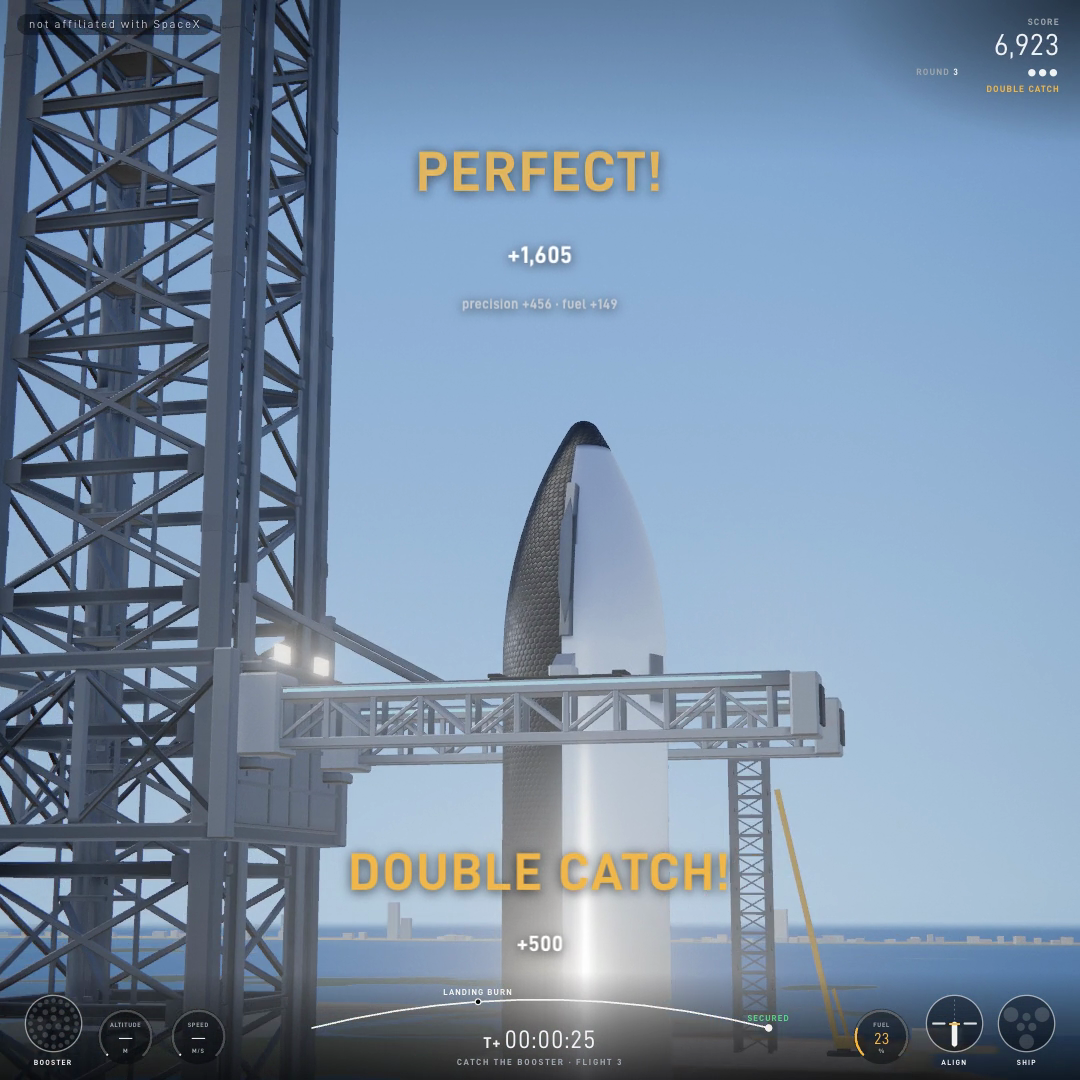 not affiliated with SpaceX
SCORE
6,923
ROUND 3
DOUBLE CATCH
PERFECT!
+1,605
precision +456 · fuel +149
DOUBLE CATCH!
+500
LANDING BURN
SECURED
ALTITUDE
—
M
SPEED
—
M/S
T+ 00:00:25
FUEL
23
%
BOOSTER
CATCH THE BOOSTER · FLIGHT 3
ALIGN
SHIP